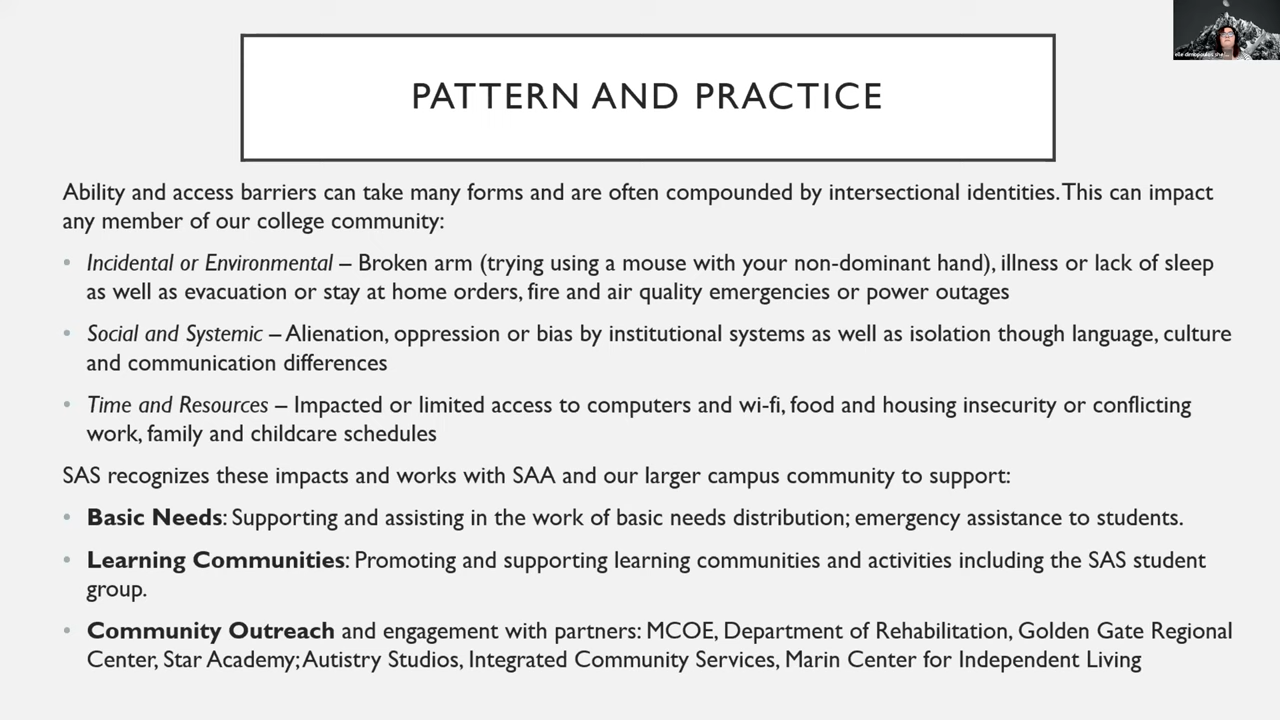 PATTERN AND PRACTICE
Ability and access barriers can take many forms and are often compounded by intersectional identities. This can impact
any member of our college community:
• Incidental or Environmental – Broken arm (trying using a mouse with your non-dominant hand), illness or lack of sleep
as well as evacuation or stay at home orders, fire and air quality emergencies or power outages
• Social and Systemic – Alienation, oppression or bias by institutional systems as well as isolation though language, culture
and communication differences
• Time and Resources – Impacted or limited access to computers and wi-fi, food and housing insecurity or conflicting
work, family and childcare schedules
SAS recognizes these impacts and works with SAA and our larger campus community to support:
• Basic Needs: Supporting and assisting in the work of basic needs distribution; emergency assistance to students.
• Learning Communities: Promoting and supporting learning communities and activities including the SAS student
group.
• Community Outreach and engagement with partners: MCOE, Department of Rehabilitation, Golden Gate Regional
Center, Star Academy; Autistry Studios, Integrated Community Services, Marin Center for Independent Living